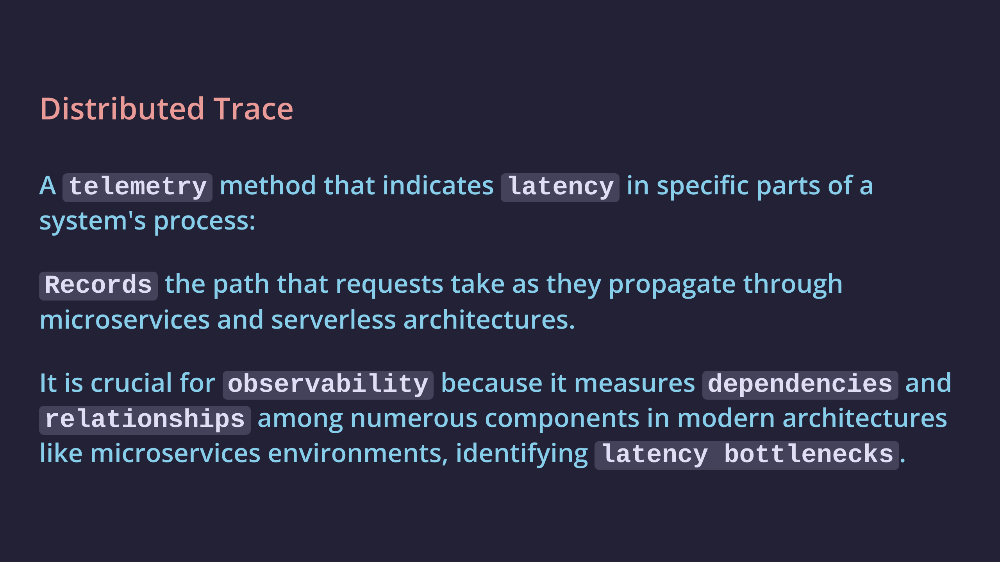 Distributed Trace
A telemetry method that indicates latency in specific parts of a
system's process:
Records the path that requests take as they propagate through
microservices and serverless architectures.
It is crucial for observability because it measures dependencies and
relationships among numerous components in modern architectures
like microservices environments, identifying latency bottlenecks.